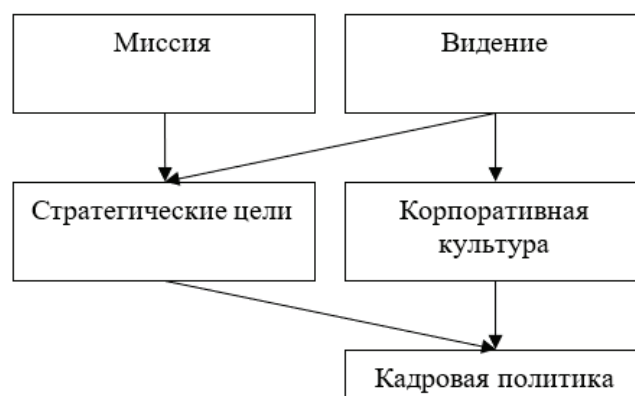 Миссия
Видение
Стратегические цели
Корпоративная
культура
Кадровая политика